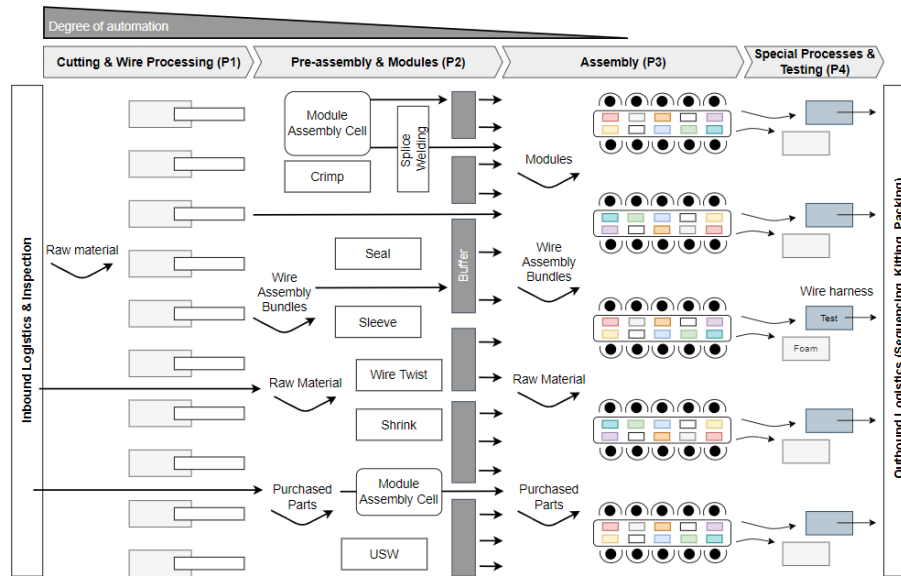 Degree of automation
Cutting & Wire Processing (P1)
Pre-assembly & Modules (P2)
Assembly (P3)
Special Processes &
Testing (P4)
Inbound Logistics & Inspection
Raw material
Module
Assembly Cell
Splice
Welding
Crimp
Seal
Wire
Assembly
Bundles
Sleeve
Raw Material
Wire Twist
Shrink
Purchased
Parts
Module
Assembly Cell
USW
Buffer
Modules
Wire
Assembly
Bundles
Raw Material
Purchased
Parts
Wire harness
Test
Foam
Outbound Logistics (Sequencing, Kitting, Packing)